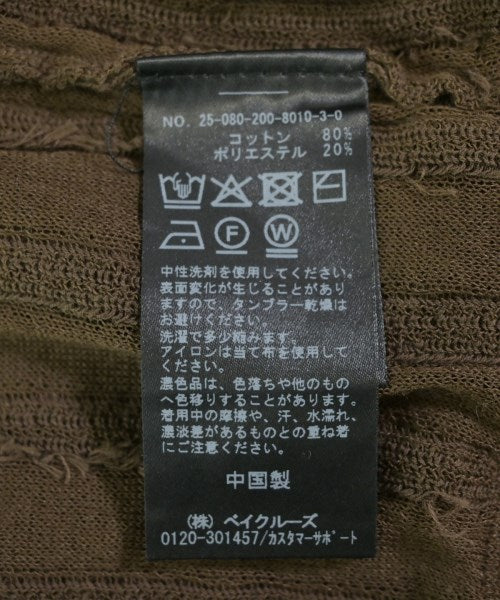 NO. 25-080-200-8010-3-0
コットン 80%
ポリエステル 20%
F W
中性洗剤を使用してください。
表面変化が生じることがあり
ますので、タンブラー乾燥は
お避けください。
洗濯で多少縮みます。
アイロンは当て布を使用して
ください。
濃色品は、色落ちや他のもの
へ色移りすることがあります。
着用中の摩擦や、汗、水濡れ、
濃淡差があるものとの重ね着
にご注意ください。
中国製
(株) ベイクルーズ
0120-301457/カスタマーサポート